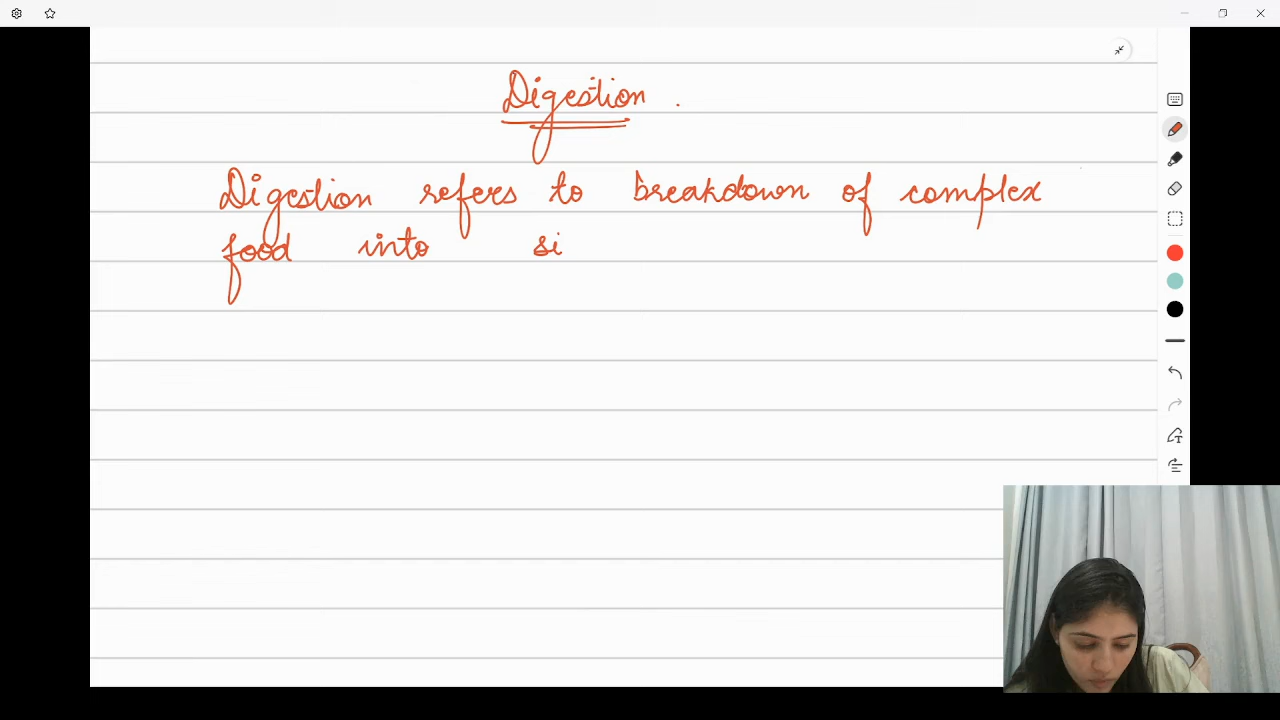 Digestion .
Digestion refers to breakdown of complex
food into si